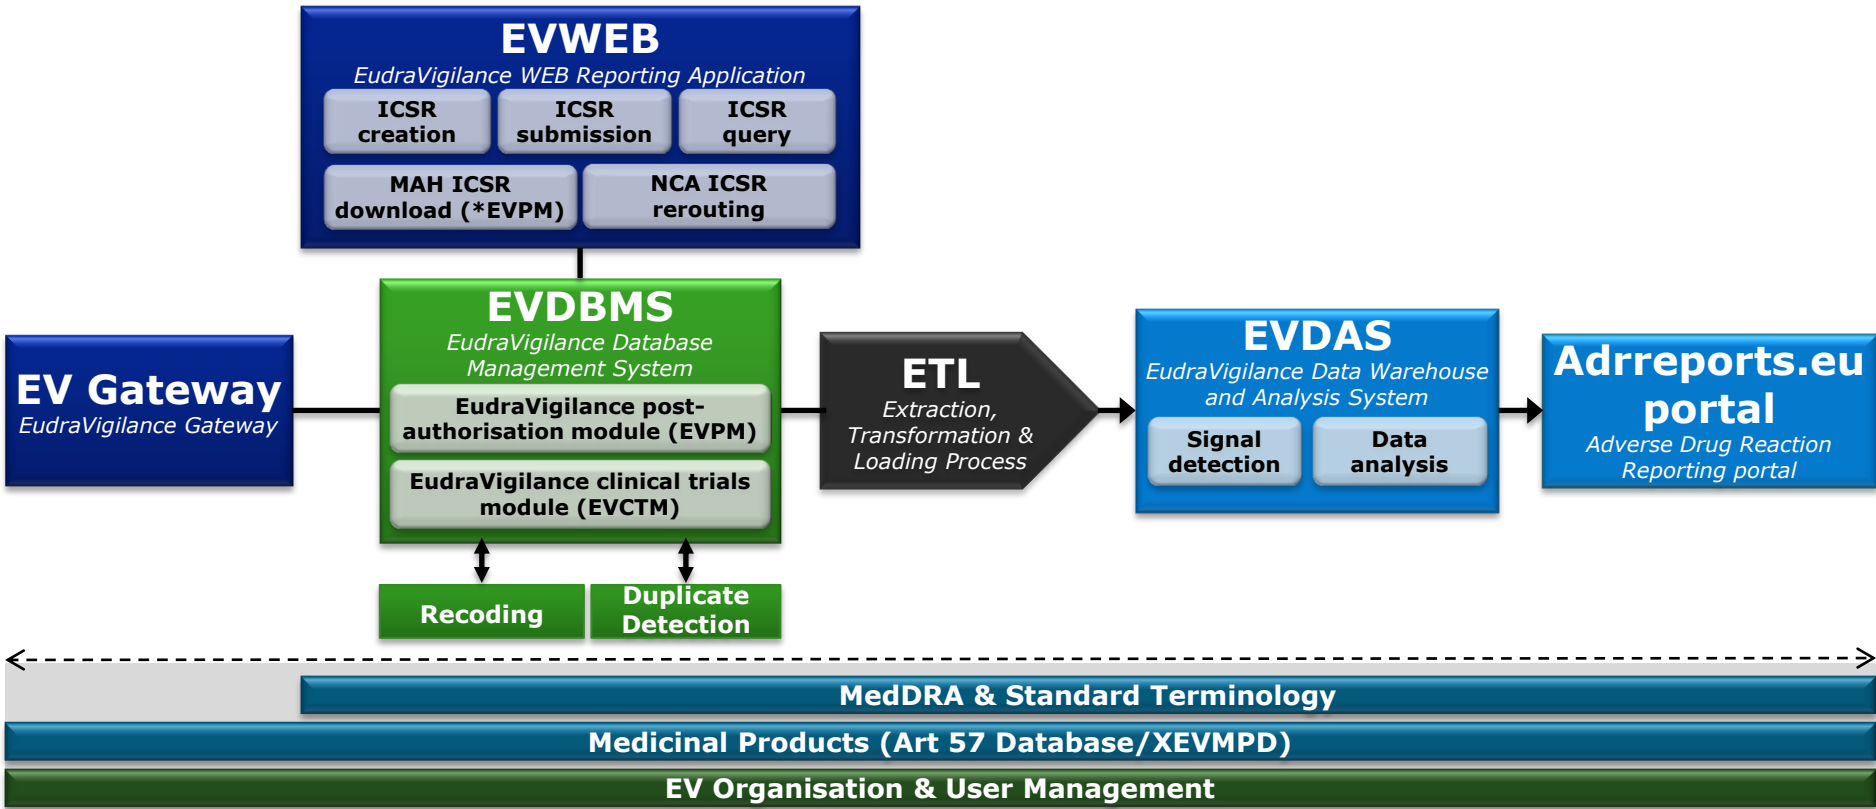 EVWEB
EudraVigilance WEB Reporting Application
ICSR
creation
ICSR
submission
ICSR
query
MAH ICSR
download (*EVPM)
NCA ICSR
rerouting
EV Gateway
EudraVigilance Gateway
EVDBMS
EudraVigilance Database
Management System
EudraVigilance post-
authorisation module (EVPM)
EudraVigilance clinical trials
module (EVCTM)
Recoding
Duplicate
Detection
ETL
Extraction,
Transformation &
Loading Process
EVDAS
EudraVigilance Data Warehouse
and Analysis System
Signal
detection
Data
analysis
Adrreports.eu
portal
Adverse Drug Reaction
Reporting portal
MedDRA & Standard Terminology
Medicinal Products (Art 57 Database/XEVMPD)
EV Organisation & User Management